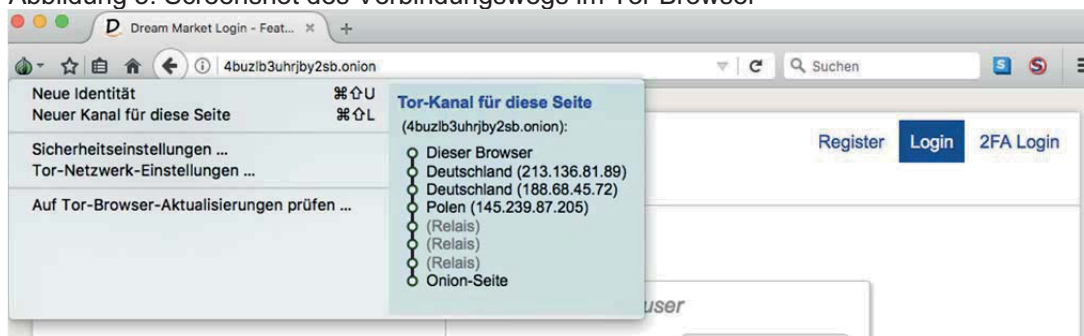 Abbildung 3: Screenshot des Verbindungswegs im Tor-Browser
Dream Market Login - Feat...
4buzlb3uhrjby2sb.onion
Suchen
Neue Identität ⌘⇧U
Neuer Kanal für diese Seite ⌘⇧L
Sicherheitseinstellungen ...
Tor-Netzwerk-Einstellungen ...
Auf Tor-Browser-Aktualisierungen prüfen ...
Tor-Kanal für diese Seite
(4buzlb3uhrjby2sb.onion):
Dieser Browser
Deutschland (213.136.81.89)
Deutschland (188.68.45.72)
Polen (145.239.87.205)
(Relais)
(Relais)
(Relais)
Onion-Seite
Register Login 2FA Login
user